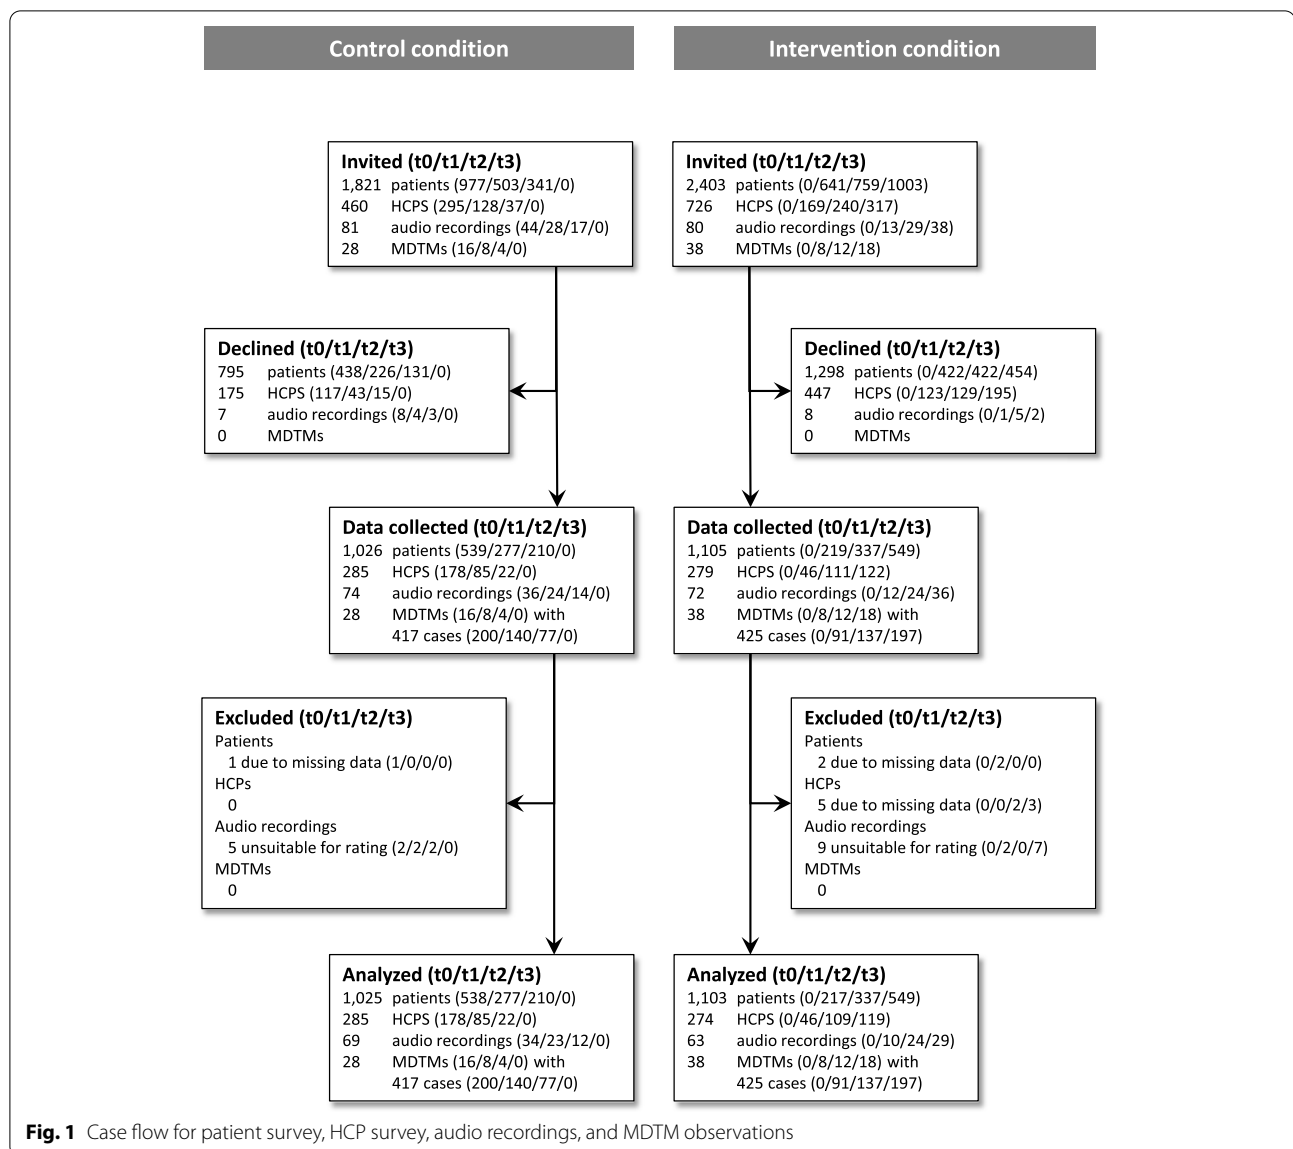 Control condition
Intervention condition
Invited (t0/t1/t2/t3)
1,821 patients (977/503/341/0)
460 HCPS (295/128/37/0)
81 audio recordings (44/28/17/0)
28 MDTMs (16/8/4/0)
Invited (t0/t1/t2/t3)
2,403 patients (0/641/759/1003)
726 HCPS (0/169/240/317)
80 audio recordings (0/13/29/38)
38 MDTMs (0/8/12/18)
Declined (t0/t1/t2/t3)
795 patients (438/226/131/0)
175 HCPS (117/43/15/0)
7 audio recordings (8/4/3/0)
0 MDTMs
Declined (t0/t1/t2/t3)
1,298 patients (0/422/422/454)
447 HCPS (0/123/129/195)
8 audio recordings (0/1/5/2)
0 MDTMs
Data collected (t0/t1/t2/t3)
1,026 patients (539/277/210/0)
285 HCPS (178/85/22/0)
74 audio recordings (36/24/14/0)
28 MDTMs (16/8/4/0) with
417 cases (200/140/77/0)
Data collected (t0/t1/t2/t3)
1,105 patients (0/219/337/549)
279 HCPS (0/46/111/122)
72 audio recordings (0/12/24/36)
38 MDTMs (0/8/12/18) with
425 cases (0/91/137/197)
Excluded (t0/t1/t2/t3)
Patients
1 due to missing data (1/0/0/0)
HCPs
0
Audio recordings
5 unsuitable for rating (2/2/2/0)
MDTMs
0
Excluded (t0/t1/t2/t3)
Patients
2 due to missing data (0/2/0/0)
HCPs
5 due to missing data (0/0/2/3)
Audio recordings
9 unsuitable for rating (0/2/0/7)
MDTMs
0
Analyzed (t0/t1/t2/t3)
1,025 patients (538/277/210/0)
285 HCPS (178/85/22/0)
69 audio recordings (34/23/12/0)
28 MDTMs (16/8/4/0) with
417 cases (200/140/77/0)
Analyzed (t0/t1/t2/t3)
1,103 patients (0/217/337/549)
274 HCPS (0/46/109/119)
63 audio recordings (0/10/24/29)
38 MDTMs (0/8/12/18) with
425 cases (0/91/137/197)
Fig. 1 Case flow for patient survey, HCP survey, audio recordings, and MDTM observations